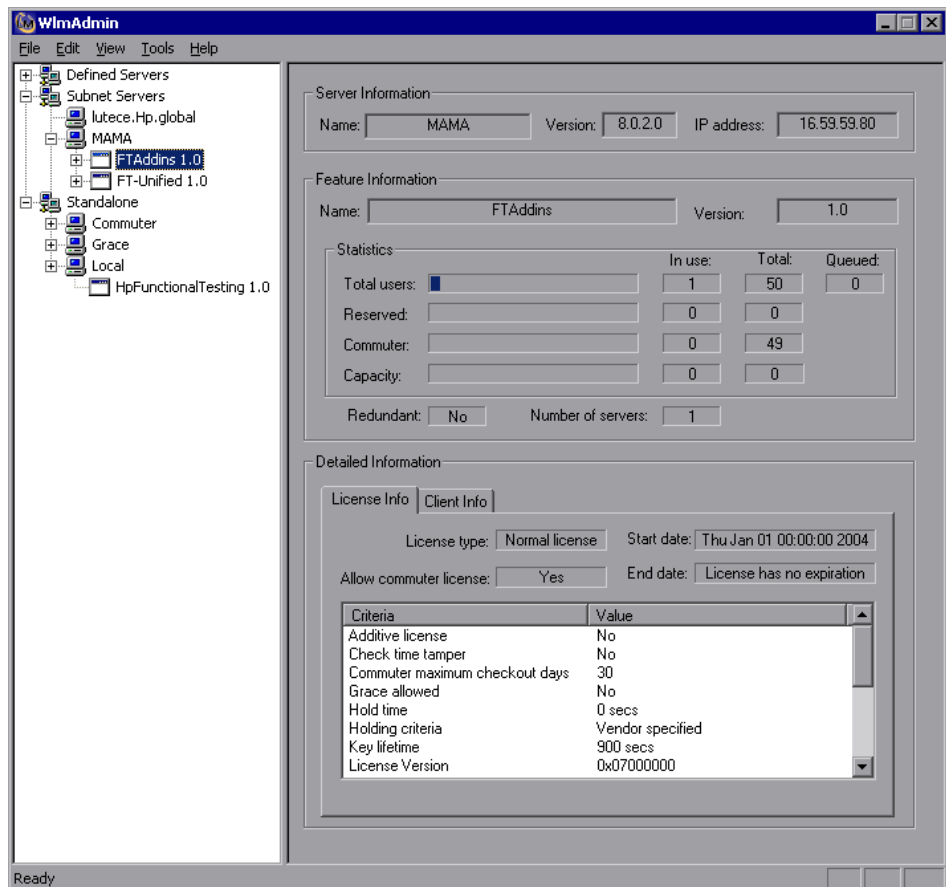 WlmAdmin
File Edit View Tools Help
Defined Servers
Subnet Servers
lutece.Hp.global
MAMA
FTAddins 1.0
FT-Unified 1.0
Standalone
Commuter
Grace
Local
HpFunctionalTesting 1.0
Server Information
Name: MAMA Version: 8.0.2.0 IP address: 16.59.59.80
Feature Information
Name: FTAddins Version: 1.0
Statistics
In use: Total: Queued:
Total users: 1 50 0
Reserved: 0 0
Commuter: 0 49
Capacity: 0 0
Redundant: No Number of servers: 1
Detailed Information
License Info Client Info
License type: Normal license Start date: Thu Jan 01 00:00:00 2004
Allow commuter license: Yes End date: License has no expiration
Criteria Value
Additive license No
Check time tamper No
Commuter maximum checkout days 30
Grace allowed No
Hold time 0 secs
Holding criteria Vendor specified
Key lifetime 900 secs
License Version 0x07000000
Ready